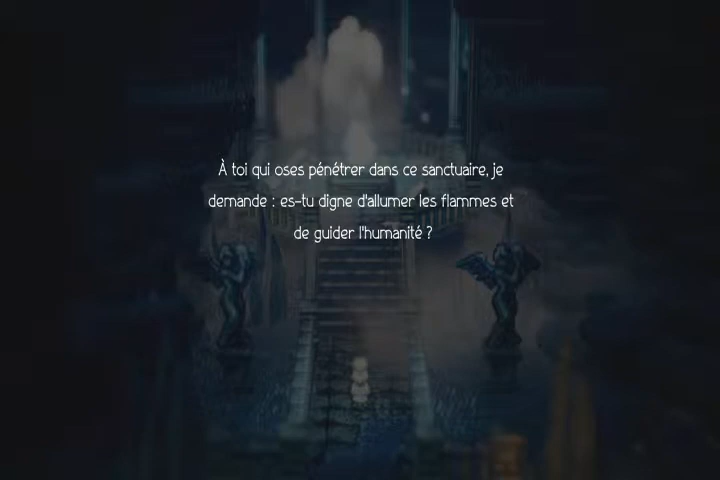 À toi qui oses pénétrer dans ce sanctuaire, je
demande : es-tu digne d'allumer les flammes et
de guider l'humanité ?